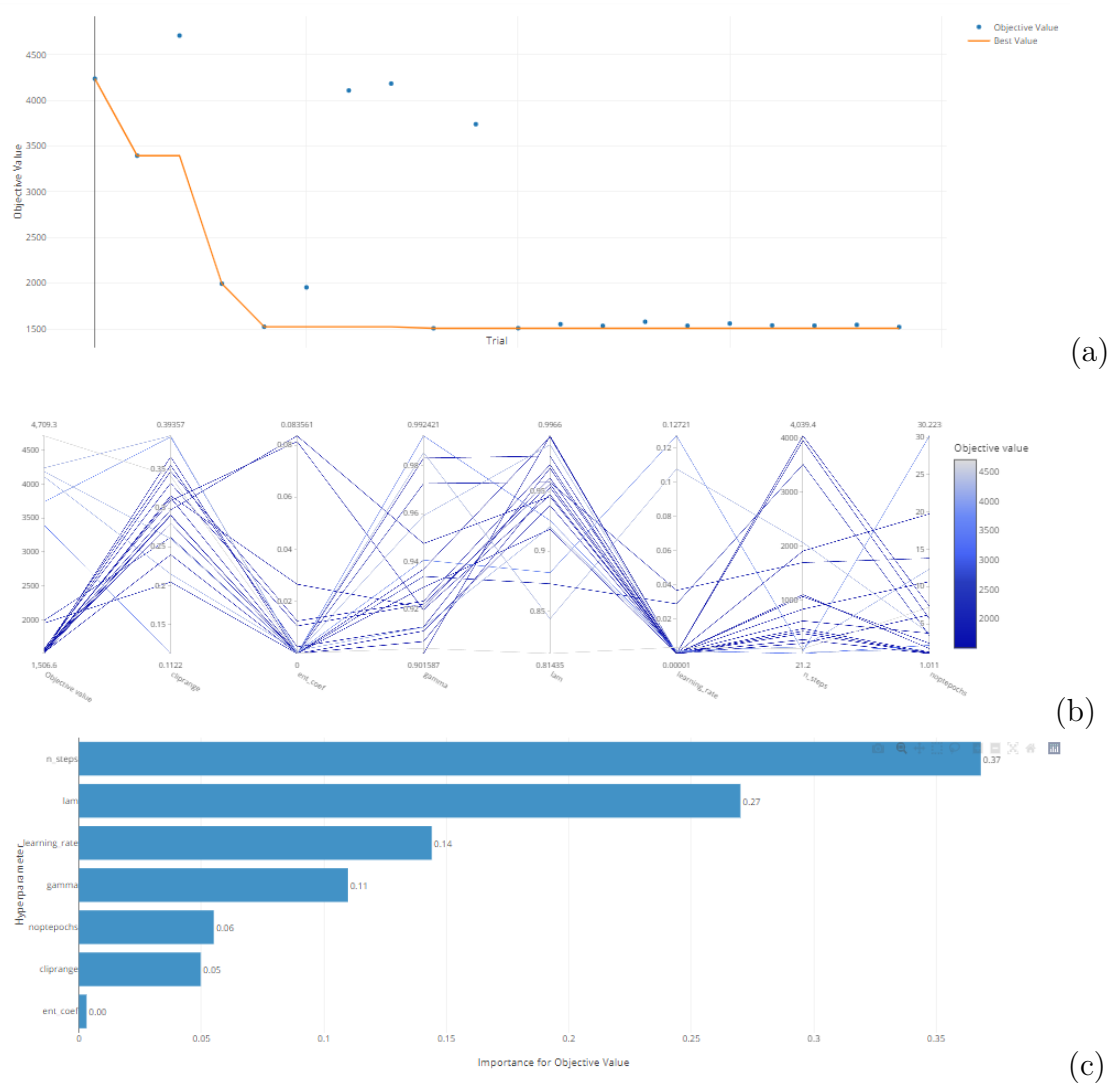 Objective Value
Best Value
4500
4000
3500
3000
2500
2000
1500
Objective Value
Trial
(a)
4,709.3 0.39357 0.083561 0.992421 0.9966 0.12721 4,039.4 30.223
4500
4000
3500
3000
2500
2000
0.35
0.3
0.25
0.2
0.15
0.08
0.06
0.04
0.02
0.98
0.96
0.94
0.92
0.95
0.9
0.85
0.12
0.1
0.08
0.06
0.04
0.02
4000
3000
2000
1000
30
25
20
15
10
5
1,506.6 0.1122 0 0.901587 0.81435 0.00001 21.2 1.011
Objective value cliprange ent_coef gamma lam learning_rate n_steps noptepochs
Objective value
4500
4000
3500
3000
2500
2000
(b)
Hyperparameter
n_steps 0.37
lam 0.27
learning_rate 0.14
gamma 0.11
noptepochs 0.06
cliprange 0.05
ent_coef 0.00
0 0.05 0.1 0.15 0.2 0.25 0.3 0.35
Importance for Objective Value
(c)